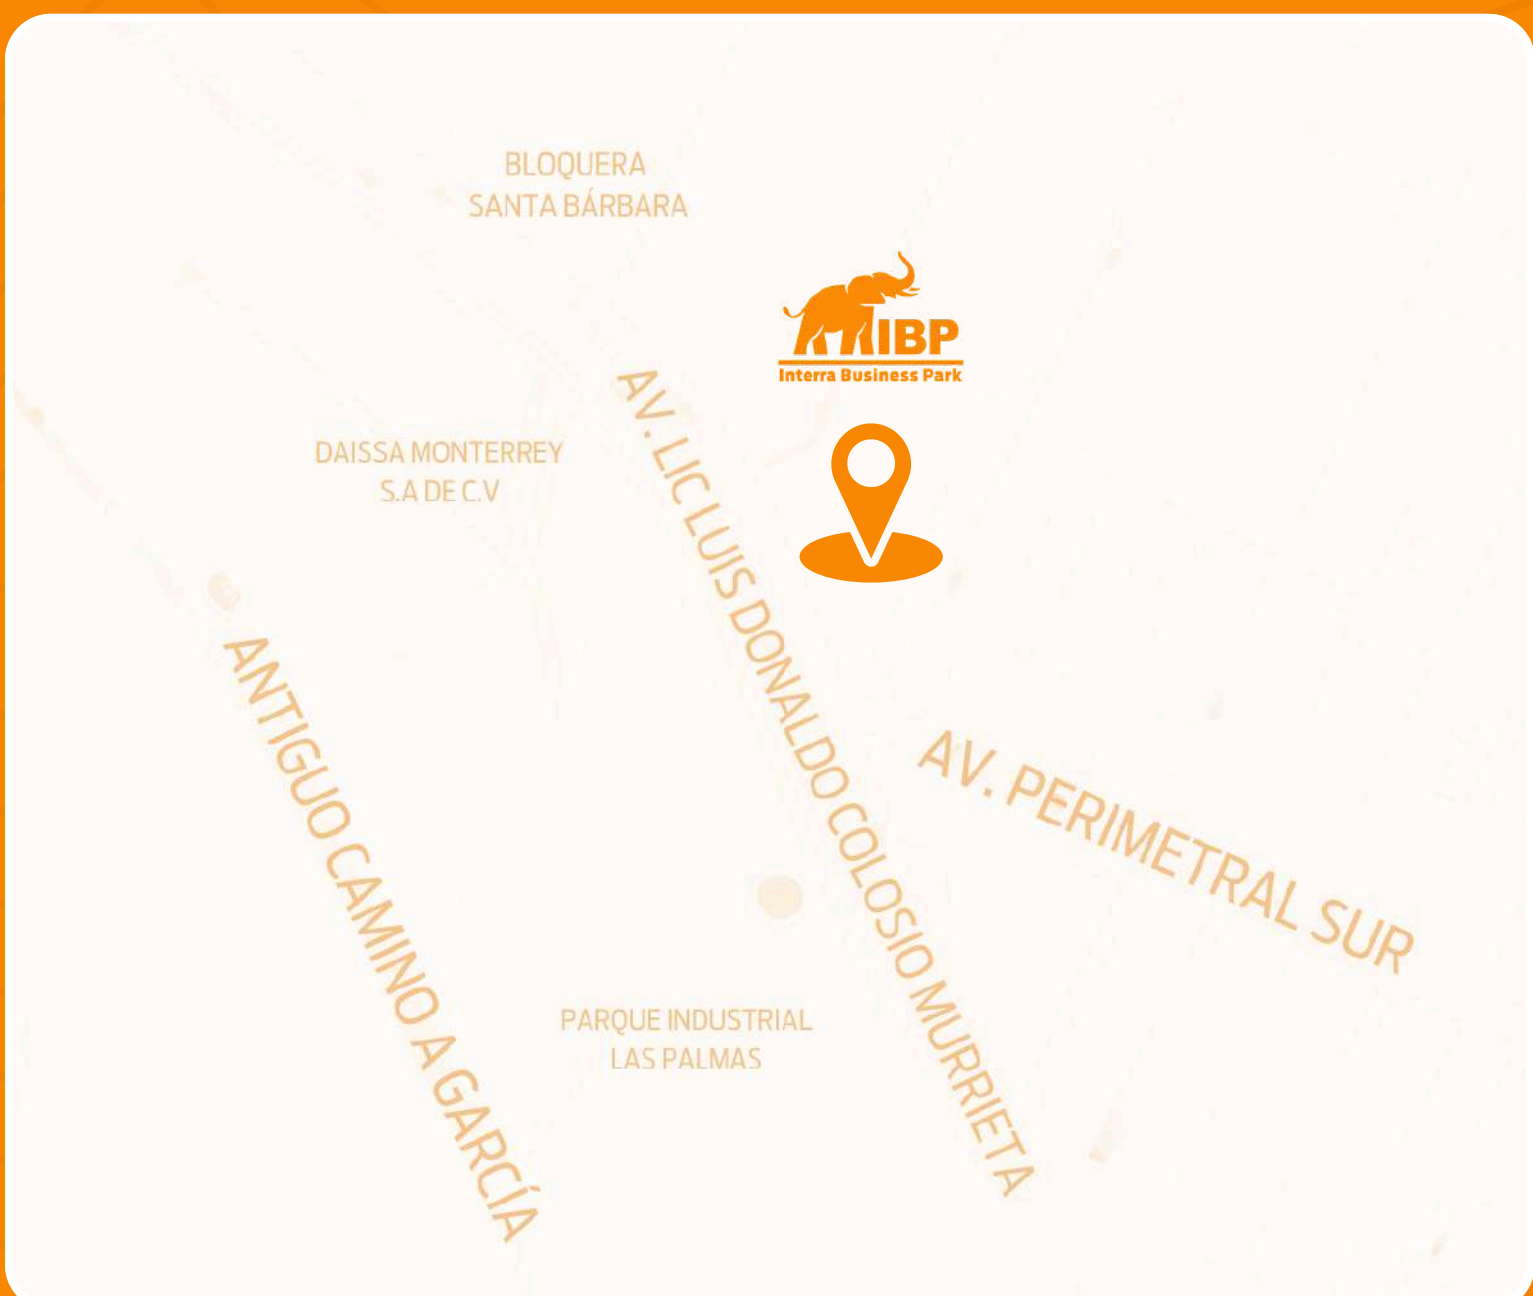 BLOQUERA
SANTA BÁRBARA
IBP
Interra Business Park
AV. LIC LUIS DONALDO COLOSIO MURRIETA
DAISSA MONTERREY
S.A DE C.V
ANTIGUO CAMINO A GARCÍA
AV. PERIMETRAL SUR
PARQUE INDUSTRIAL
LAS PALMAS